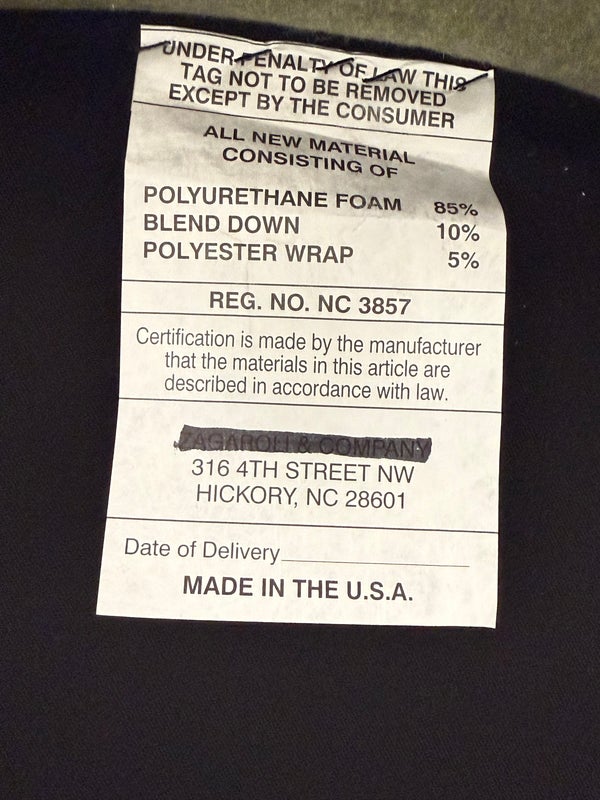 UNDER PENALTY OF LAW THIS
TAG NOT TO BE REMOVED
EXCEPT BY THE CONSUMER
ALL NEW MATERIAL
CONSISTING OF
POLYURETHANE FOAM 85%
BLEND DOWN 10%
POLYESTER WRAP 5%
REG. NO. NC 3857
Certification is made by the manufacturer
that the materials in this article are
described in accordance with law.
& COMPANY
316 4TH STREET NW
HICKORY, NC 28601
Date of Delivery
MADE IN THE U.S.A.